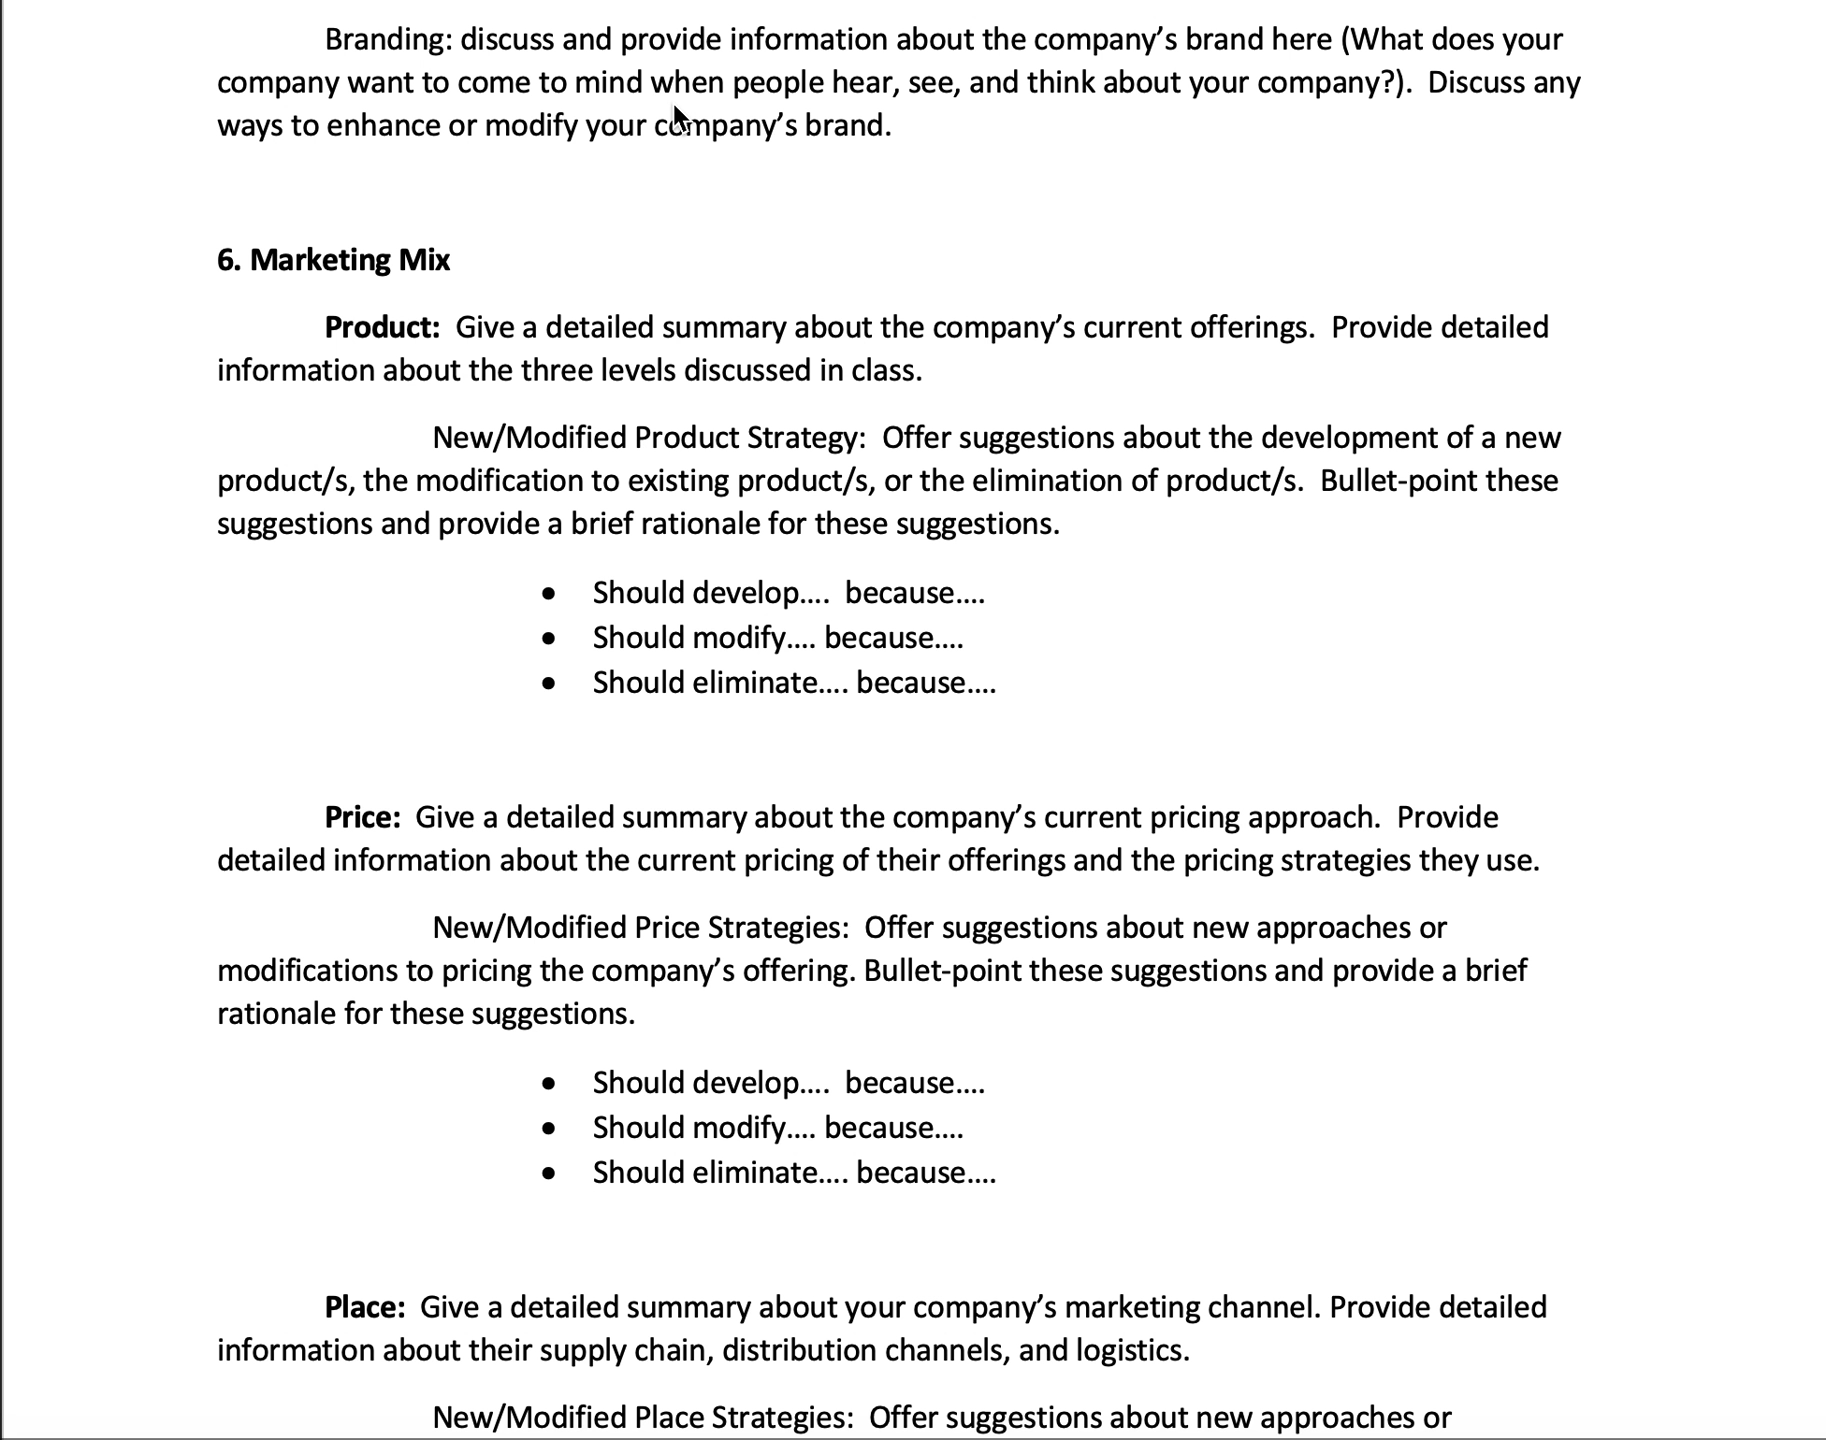 Branding: discuss and provide information about the company’s brand here (What does your
company want to come to mind when people hear, see, and think about your company?).  Discuss any
ways to enhance or modify your company’s brand.
6. Marketing Mix
Product:  Give a detailed summary about the company’s current offerings.  Provide detailed
information about the three levels discussed in class.
New/Modified Product Strategy:  Offer suggestions about the development of a new
product/s, the modification to existing product/s, or the elimination of product/s.  Bullet-point these
suggestions and provide a brief rationale for these suggestions.
• Should develop….  because….
• Should modify…. because….
• Should eliminate…. because….
Price:  Give a detailed summary about the company’s current pricing approach.  Provide
detailed information about the current pricing of their offerings and the pricing strategies they use.
New/Modified Price Strategies:  Offer suggestions about new approaches or
modifications to pricing the company’s offering. Bullet-point these suggestions and provide a brief
rationale for these suggestions.
• Should develop….  because….
• Should modify…. because….
• Should eliminate…. because….
Place:  Give a detailed summary about your company’s marketing channel. Provide detailed
information about their supply chain, distribution channels, and logistics.
New/Modified Place Strategies:  Offer suggestions about new approaches or